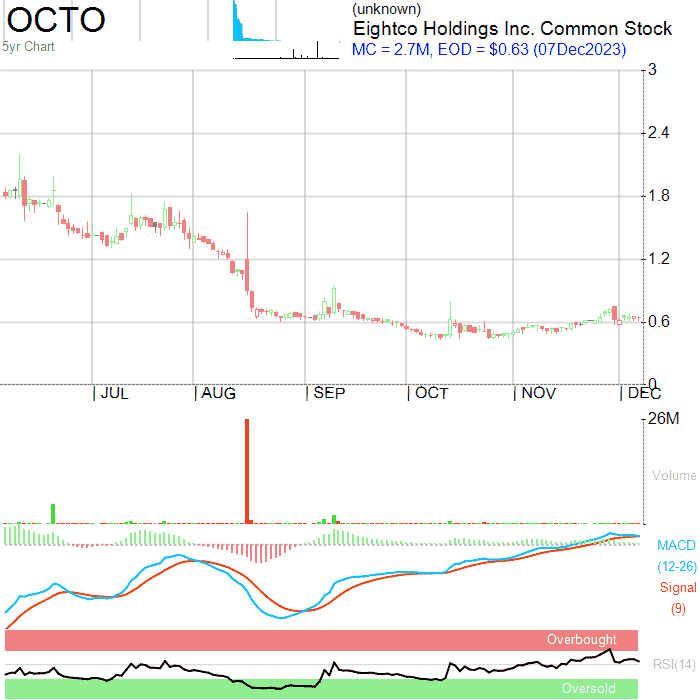 OCTO
5yr Chart
(unknown)
Eightco Holdings Inc. Common Stock
MC = 2.7M, EOD = $0.63 (07Dec2023)
3
2.4
1.8
1.2
0.6
0
JUL AUG SEP OCT NOV DEC
26M
Volume
MACD
(12-26)
Signal
(9)
Overbought
RSI(14)
Oversold